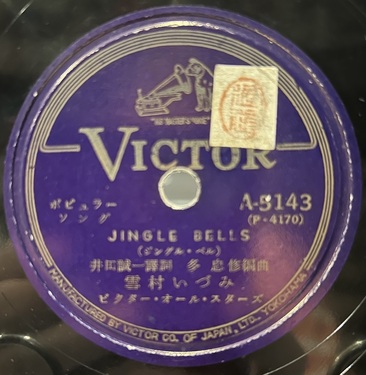 VICTOR
ポピュラー
ソング
A-5143
(P-4170)
JINGLE BELLS
(ジングル・ベル)
井田誠一譯詞 多 忠修編曲
雪村いづみ
ビクター・オール・スターズ
MANUFACTURED BY VICTOR CO. OF JAPAN, LTD., YOKOHAMA